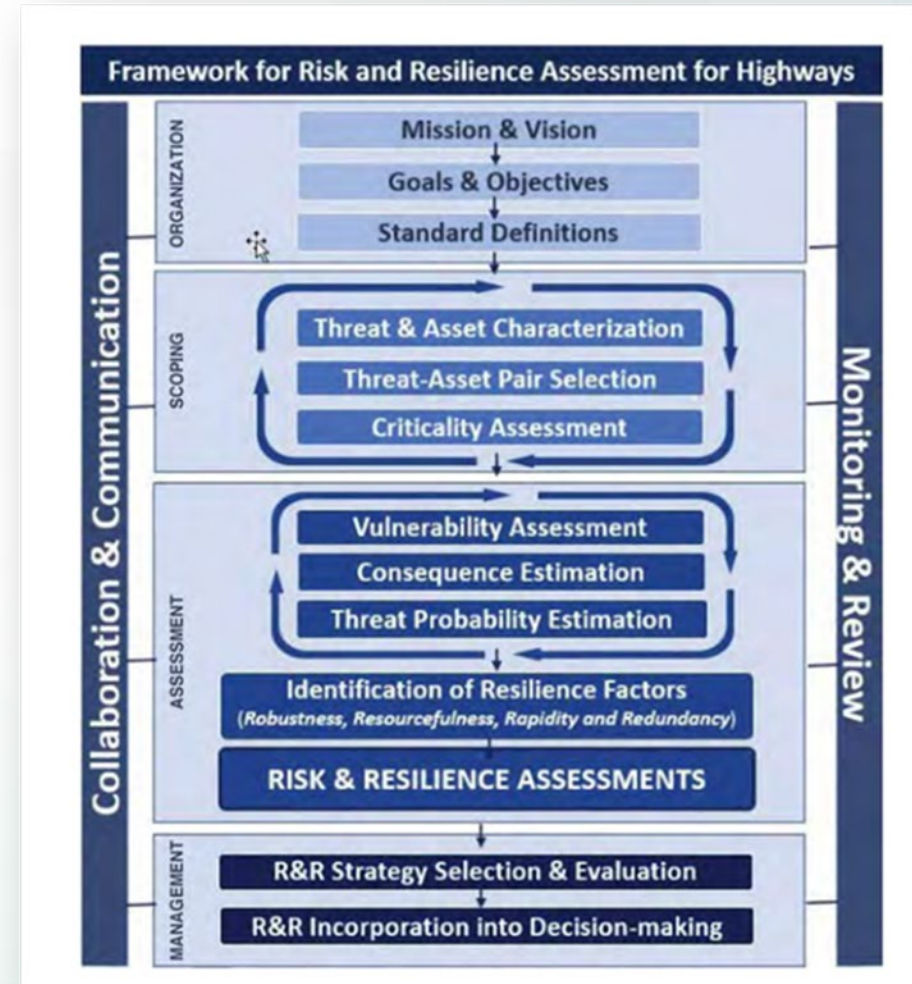 Framework for Risk and Resilience Assessment for Highways
Collaboration & Communication
ORGANIZATION
Mission & Vision
Goals & Objectives
Standard Definitions
SCOPING
Threat & Asset Characterization
Threat-Asset Pair Selection
Criticality Assessment
ASSESSMENT
Vulnerability Assessment
Consequence Estimation
Threat Probability Estimation
Identification of Resilience Factors
(Robustness, Resourcefulness, Rapidity and Redundancy)
RISK & RESILIENCE ASSESSMENTS
MANAGEMENT
R&R Strategy Selection & Evaluation
R&R Incorporation into Decision-making
Monitoring & Review